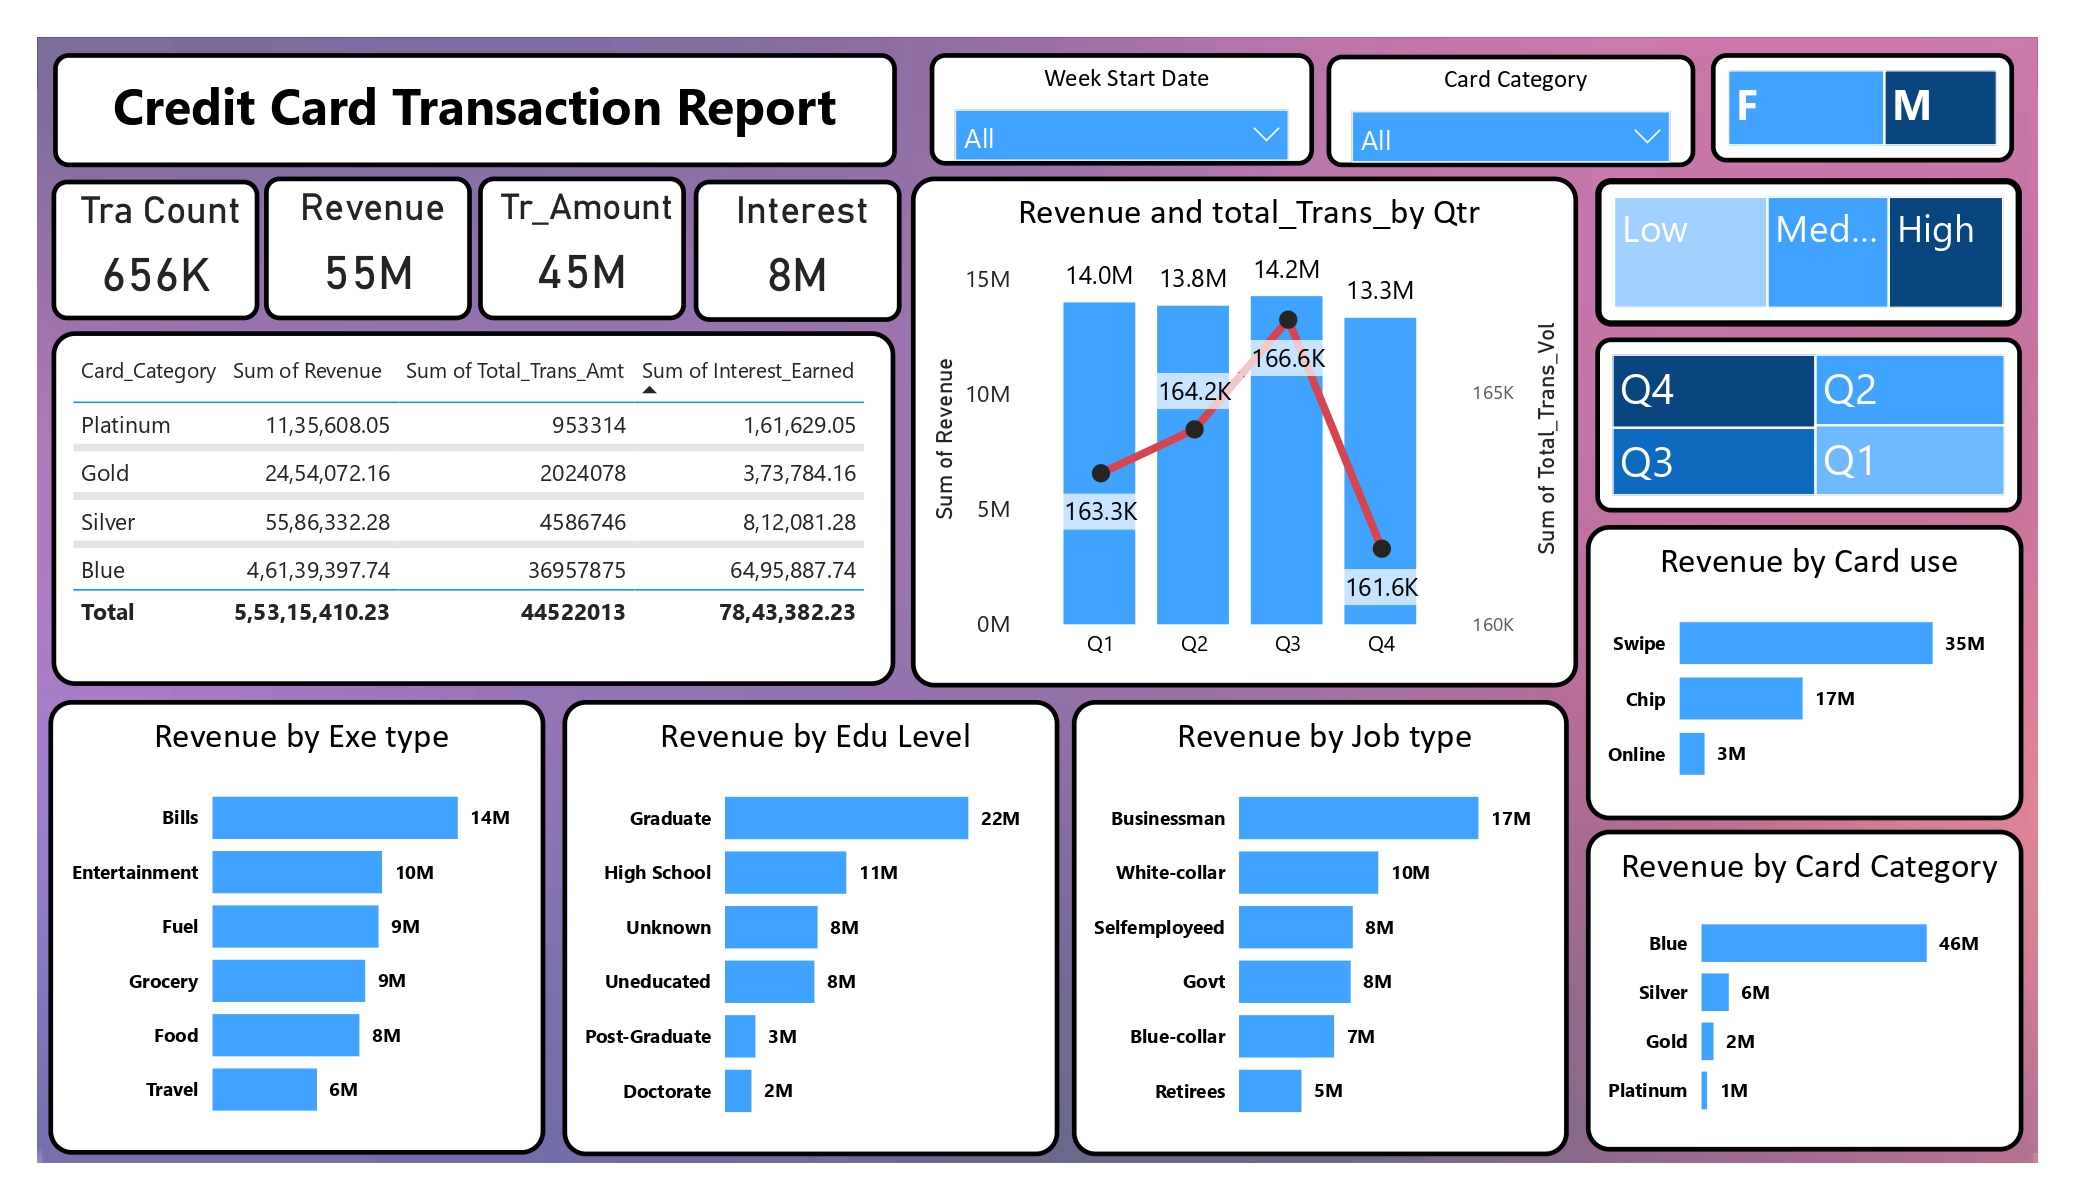 Credit Card Transaction Report
Week Start Date
All
Card Category
All
F
M
Tra Count
656K
Revenue
55M
Tr_Amount
45M
Interest
8M
Card_Category Sum of Revenue Sum of Total_Trans_Amt Sum of Interest_Earned
Platinum 11,35,608.05 953314 1,61,629.05
Gold 24,54,072.16 2024078 3,73,784.16
Silver 55,86,332.28 4586746 8,12,081.28
Blue 4,61,39,397.74 36957875 64,95,887.74
Total 5,53,15,410.23 44522013 78,43,382.23
Revenue and total_Trans_by Qtr
Sum of Revenue
15M
10M
5M
0M
14.0M
13.8M
14.2M
13.3M
163.3K
164.2K
166.6K
161.6K
Q1
Q2
Q3
Q4
165K
160K
Sum of Total_Trans_Vol
Low
Med...
High
Q4
Q2
Q3
Q1
Revenue by Card use
Swipe 35M
Chip 17M
Online 3M
Revenue by Exe type
Bills 14M
Entertainment 10M
Fuel 9M
Grocery 9M
Food 8M
Travel 6M
Revenue by Edu Level
Graduate 22M
High School 11M
Unknown 8M
Uneducated 8M
Post-Graduate 3M
Doctorate 2M
Revenue by Job type
Businessman 17M
White-collar 10M
Selfemployeed 8M
Govt 8M
Blue-collar 7M
Retirees 5M
Revenue by Card Category
Blue 46M
Silver 6M
Gold 2M
Platinum 1M